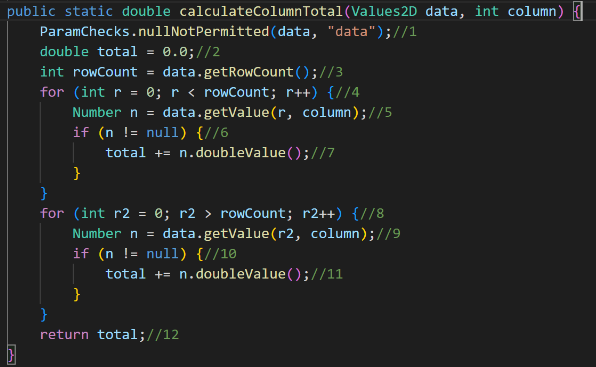 public static double calculateColumnTotal(Values2D data, int column) {
    ParamChecks.nullNotPermitted(data, "data");//1
    double total = 0.0;//2
    int rowCount = data.getRowCount();//3
    for (int r = 0; r < rowCount; r++) {//4
        Number n = data.getValue(r, column);//5
        if (n != null) {//6
            total += n.doubleValue();//7
        }
    }
    for (int r2 = 0; r2 > rowCount; r2++) {//8
        Number n = data.getValue(r2, column);//9
        if (n != null) {//10
            total += n.doubleValue();//11
        }
    }
    return total;//12
}